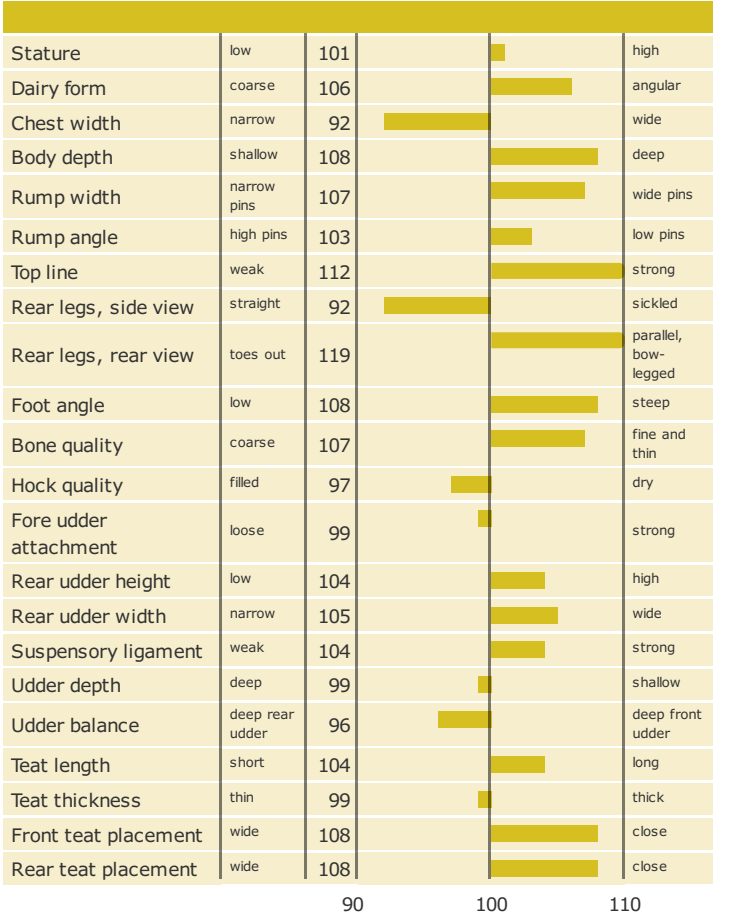 Stature low 101 high
Dairy form coarse 106 angular
Chest width narrow 92 wide
Body depth shallow 108 deep
Rump width narrow pins 107 wide pins
Rump angle high pins 103 low pins
Top line weak 112 strong
Rear legs, side view straight 92 sickled
Rear legs, rear view toes out 119 parallel, bow-legged
Foot angle low 108 steep
Bone quality coarse 107 fine and thin
Hock quality filled 97 dry
Fore udder attachment loose 99 strong
Rear udder height low 104 high
Rear udder width narrow 105 wide
Suspensory ligament weak 104 strong
Udder depth deep 99 shallow
Udder balance deep rear udder 96 deep front udder
Teat length short 104 long
Teat thickness thin 99 thick
Front teat placement wide 108 close
Rear teat placement wide 108 close
90 100 110